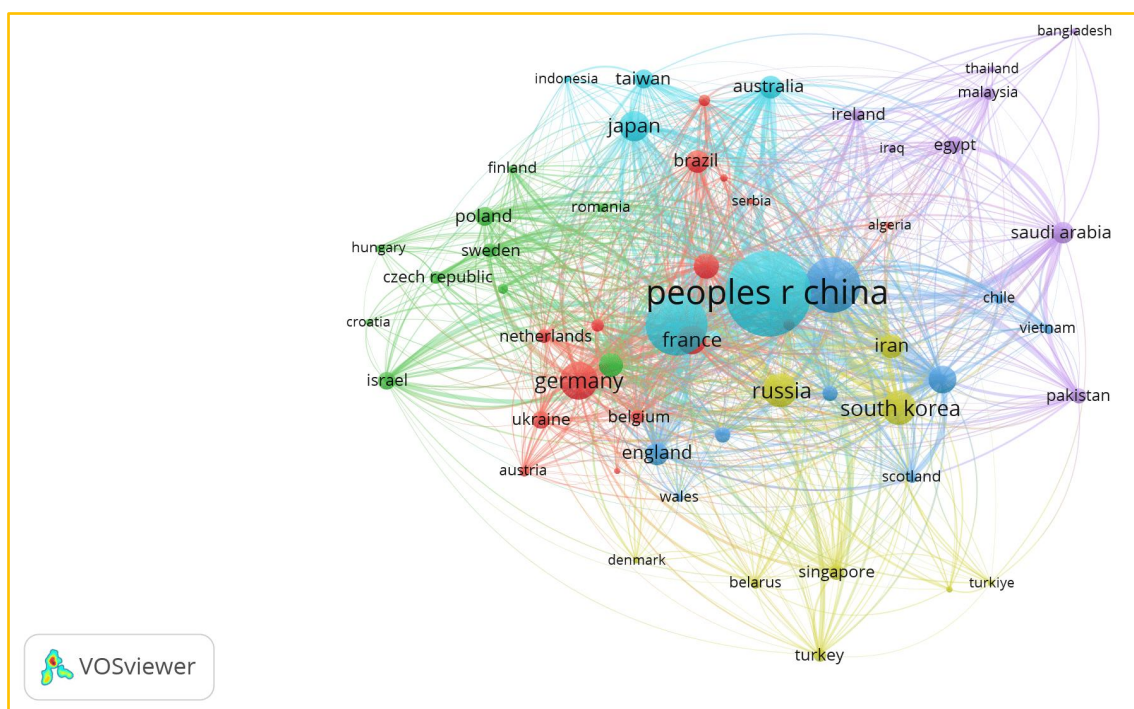 bangladesh
thailand
indonesia
taiwan
australia
malaysia
ireland
japan
egypt
iraq
brazil
finland
serbia
romania
poland
algeria
saudi arabia
hungary
sweden
czech republic
peoples r china
chile
croatia
vietnam
netherlands
france
iran
israel
germany
russia
pakistan
south korea
ukraine
belgium
england
austria
scotland
wales
denmark
singapore
belarus
turkiye
turkey
VOSviewer